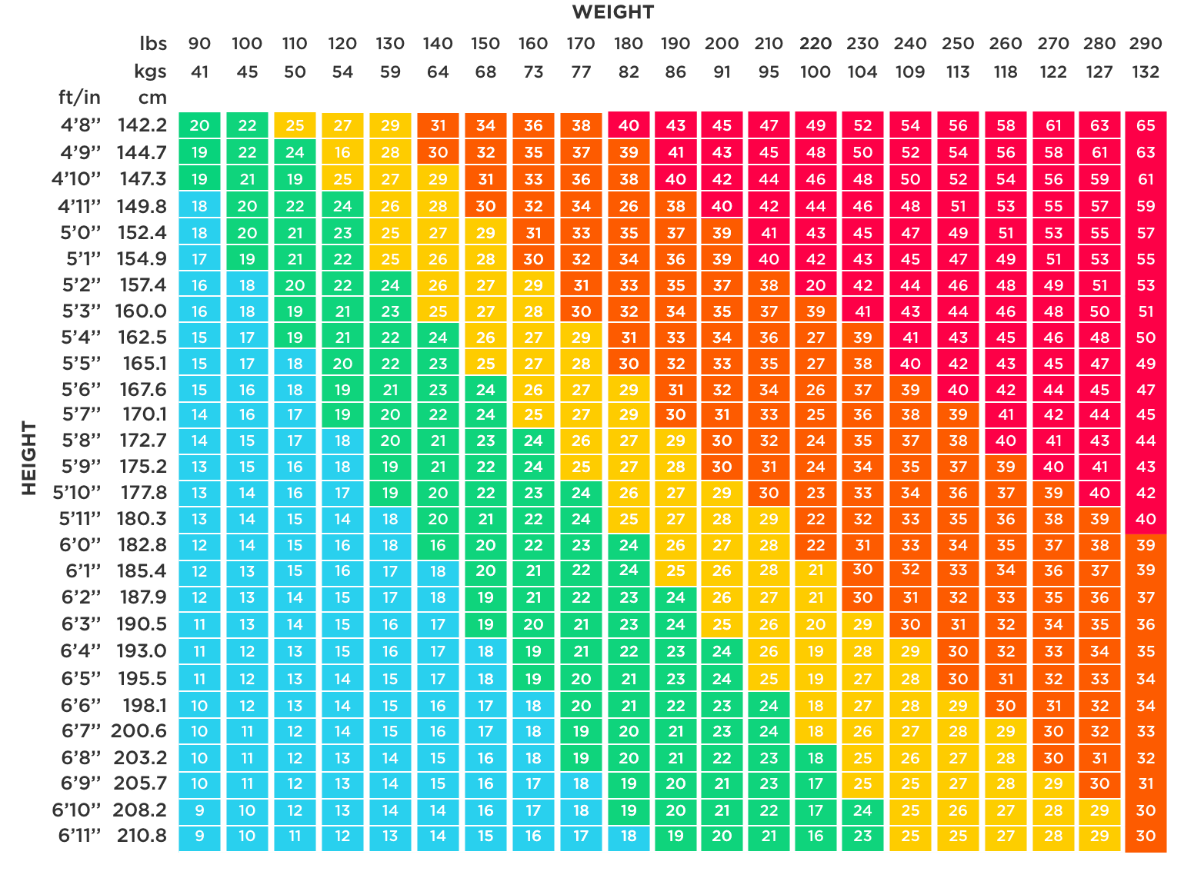 WEIGHT
lbs 90 100 110 120 130 140 150 160 170 180 190 200 210 220 230 240 250 260 270 280 290
kgs 41 45 50 54 59 64 68 73 77 82 86 91 95 100 104 109 113 118 122 127 132
ft/in cm
4’8” 142.2 20 22 25 27 29 31 34 36 38 40 43 45 47 49 52 54 56 58 61 63 65
4’9” 144.7 19 22 24 16 28 30 32 35 37 39 41 43 45 48 50 52 54 56 58 61 63
4’10” 147.3 19 21 19 25 27 29 31 33 36 38 40 42 44 46 48 50 52 54 56 59 61
4’11” 149.8 18 20 22 24 26 28 30 32 34 26 38 40 42 44 46 48 51 53 55 57 59
5’0” 152.4 18 20 21 23 25 27 29 31 33 35 37 39 41 43 45 47 49 51 53 55 57
5’1” 154.9 17 19 21 22 25 26 28 30 32 34 36 39 40 42 43 45 47 49 51 53 55
5’2” 157.4 16 18 20 22 24 26 27 29 31 33 35 37 38 20 42 44 46 48 49 51 53
5’3” 160.0 16 18 19 21 23 25 27 28 30 32 34 35 37 39 41 43 44 46 48 50 51
5’4” 162.5 15 17 19 21 22 24 26 27 29 31 33 34 36 27 39 41 43 45 46 48 50
5’5” 165.1 15 17 18 20 22 23 25 27 28 30 32 33 35 27 38 40 42 43 45 47 49
5’6” 167.6 15 16 18 19 21 23 24 26 27 29 31 32 34 26 37 39 40 42 44 45 47
5’7” 170.1 14 16 17 19 20 22 24 25 27 29 30 31 33 25 36 38 39 41 42 44 45
HEIGHT
5’8” 172.7 14 15 17 18 20 21 23 24 26 27 29 30 32 24 35 37 38 40 41 43 44
5’9” 175.2 13 15 16 18 19 21 22 24 25 27 28 30 31 24 34 35 37 39 40 41 43
5’10” 177.8 13 14 16 17 19 20 22 23 24 26 27 29 30 23 33 34 36 37 39 40 42
5’11” 180.3 13 14 15 14 18 20 21 22 24 25 27 28 29 22 32 33 35 36 38 39 40
6’0” 182.8 12 14 15 16 18 16 20 22 23 24 26 27 28 22 31 33 34 35 37 38 39
6’1” 185.4 12 13 15 16 17 18 20 21 22 24 25 26 28 21 30 32 33 34 36 37 39
6’2” 187.9 12 13 14 15 17 18 19 21 22 23 24 26 27 21 30 31 32 33 35 36 37
6’3” 190.5 11 13 14 15 16 17 19 20 21 23 24 25 26 20 29 30 31 32 34 35 36
6’4” 193.0 11 12 13 15 16 17 18 19 21 22 23 24 26 19 28 29 30 32 33 34 35
6’5” 195.5 11 12 13 14 15 17 18 19 20 21 23 24 25 19 27 28 30 31 32 33 34
6’6” 198.1 10 12 13 14 15 16 17 18 20 21 22 23 24 18 27 28 29 30 31 32 34
6’7” 200.6 10 11 12 14 15 16 17 18 19 20 21 23 24 18 26 27 28 29 30 32 33
6’8” 203.2 10 11 12 13 14 15 16 18 19 20 21 22 23 18 25 26 27 28 30 31 32
6’9” 205.7 10 11 12 13 14 15 16 17 18 19 20 21 23 17 25 25 27 28 29 30 31
6’10” 208.2 9 10 12 13 14 14 16 17 18 19 20 21 22 17 24 25 26 27 28 29 30
6’11” 210.8 9 10 11 12 13 14 15 16 17 18 19 20 21 16 23 25 25 27 28 29 30